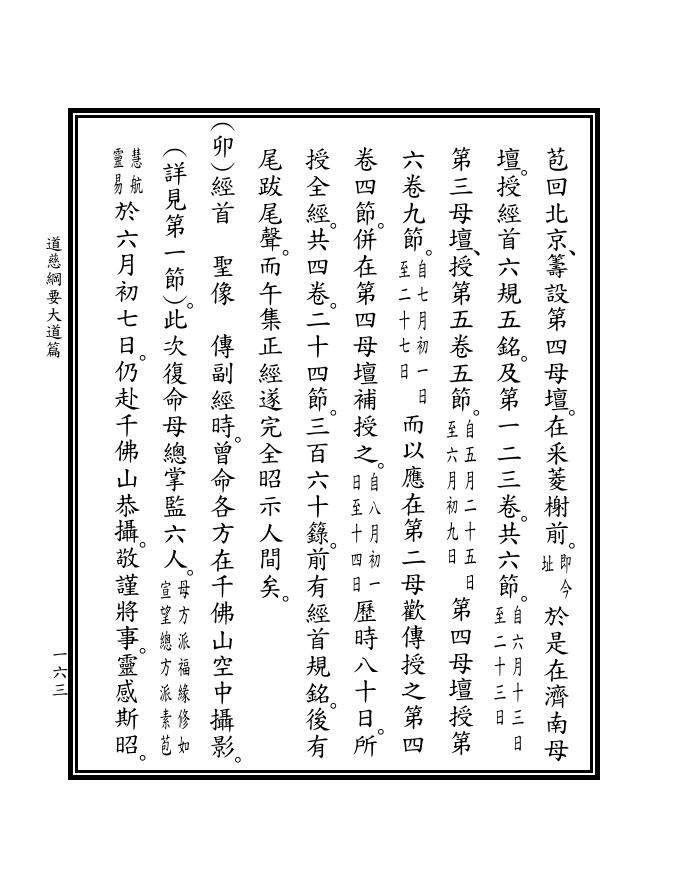 苞回北京、籌設第四母壇。在采菱榭前。即今址於是在濟南母
壇。授經首六規五銘。及第一二三卷。共六節。自六月十三日至二十三日
第三母壇、授第五卷五節。自五月二十五日至六月初九日第四母壇授第
六卷九節。自七月初一日至二十七日而以應在第二母歡傳授之第四
卷四節。併在第四母壇補授之。自八月初一日至十四日歷時八十日。所
授全經。共四卷。二十四節。三百六十籙。前有經首規銘。後有
尾跋尾聲。而午集正經遂完全昭示人間矣。
(卯)經首　聖像　傳副經時。曾命各方在千佛山空中攝影。
(詳見第一節)。此次復命母總掌監六人。母方派福緣修如宣望總方派素苞
慧航靈易於六月初七日。仍赴千佛山恭攝。敬謹將事。靈感斯昭。
道慈綱要大道篇
一六三